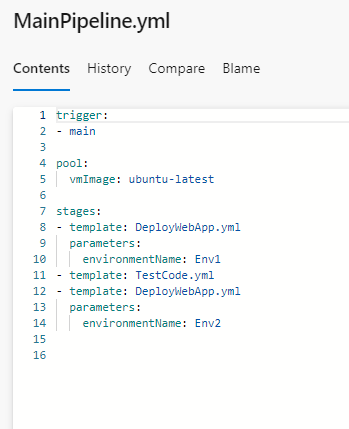 MainPipeline.yml
Contents History Compare Blame
1 trigger:
2 - main
3
4 pool:
5 vmImage: ubuntu-latest
6
7 stages:
8 - template: DeployWebApp.yml
9 parameters:
10 environmentName: Env1
11 - template: TestCode.yml
12 - template: DeployWebApp.yml
13 parameters:
14 environmentName: Env2
15
16